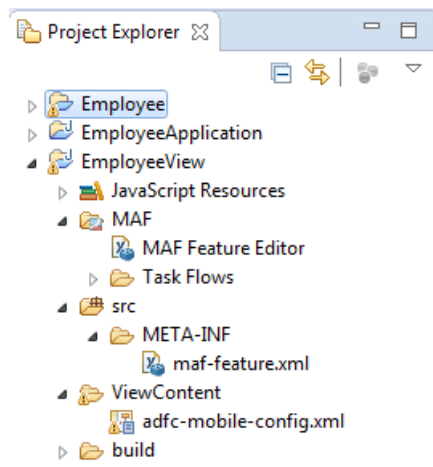 Project Explorer
Employee
EmployeeApplication
EmployeeView
JavaScript Resources
MAF
MAF Feature Editor
Task Flows
src
META-INF
maf-feature.xml
ViewContent
adfc-mobile-config.xml
build